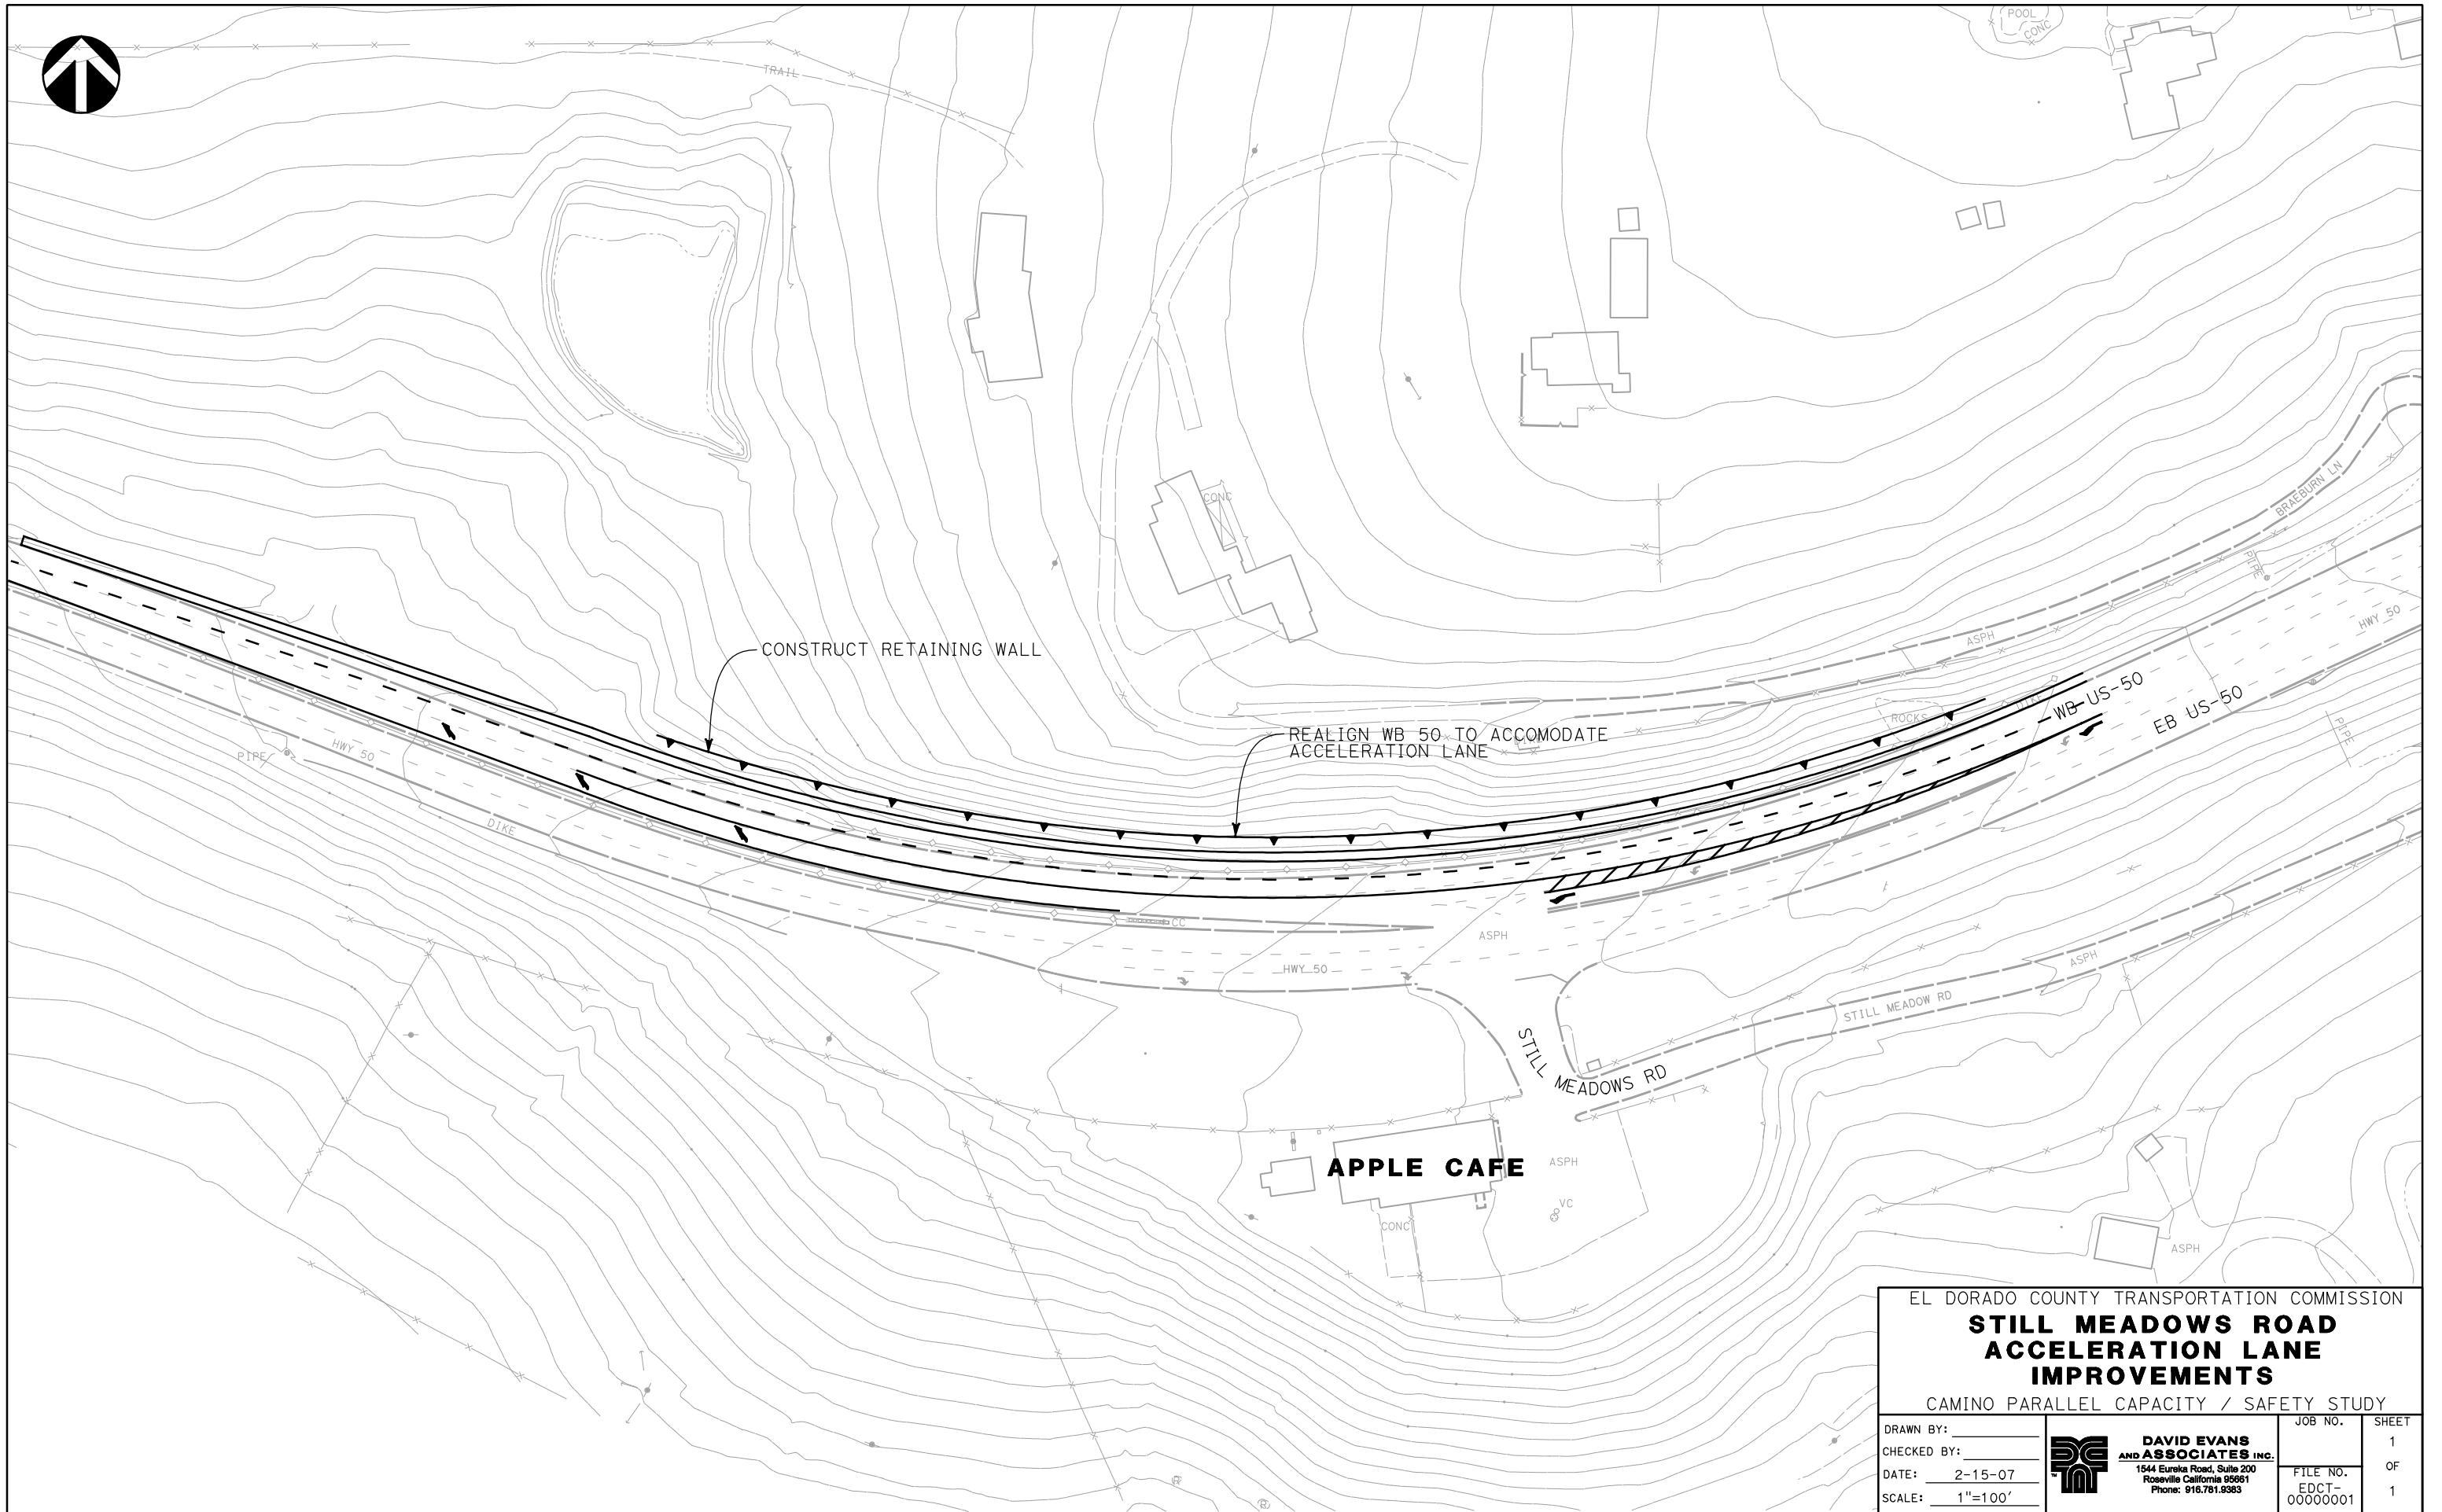 POOL
CONC
TRAIL
D
CONC
BRAEBURN LN
PIPE
ASPH
HWY 50
CONSTRUCT RETAINING WALL
WB US-50
EB US-50
ROCKS
PIPE
REALIGN WB 50 TO ACCOMODATE
ACCELERATION LANE
HWY 50
PIPE
DIKE
CC
ASPH
HWY 50
ASPH
STILL MEADOW RD
STILL MEADOWS RD
APPLE CAFE
ASPH
VC
CONC
ASPH
EL DORADO COUNTY TRANSPORTATION COMMISSION
STILL MEADOWS ROAD
ACCELERATION LANE
IMPROVEMENTS
CAMINO PARALLEL CAPACITY / SAFETY STUDY
DRAWN BY:
CHECKED BY:
DATE: 2-15-07
SCALE: 1"=100'
DAVID EVANS
AND ASSOCIATES INC.
1544 Eureka Road, Suite 200
Roseville California 95661
Phone: 916.781.9383
TM
JOB NO.
FILE NO.
EDCT-
00000001
SHEET
1
OF
1